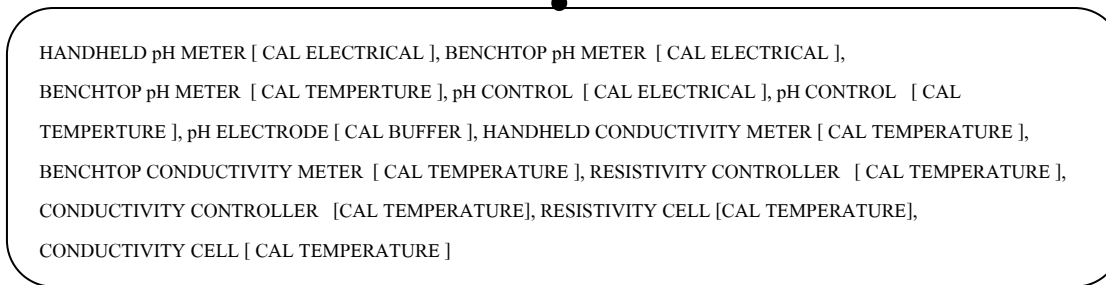 HANDHELD pH METER [ CAL ELECTRICAL ], BENCHTOP pH METER [ CAL ELECTRICAL ],
BENCHTOP pH METER [ CAL TEMPERTURE ], pH CONTROL [ CAL ELECTRICAL ], pH CONTROL [ CAL
TEMPERTURE ], pH ELECTRODE [ CAL BUFFER ], HANDHELD CONDUCTIVITY METER [ CAL TEMPERATURE ],
BENCHTOP CONDUCTIVITY METER [ CAL TEMPERATURE ], RESISTIVITY CONTROLLER [ CAL TEMPERATURE ],
CONDUCTIVITY CONTROLLER [CAL TEMPERATURE], RESISTIVITY CELL [CAL TEMPERATURE],
CONDUCTIVITY CELL [ CAL TEMPERATURE ]